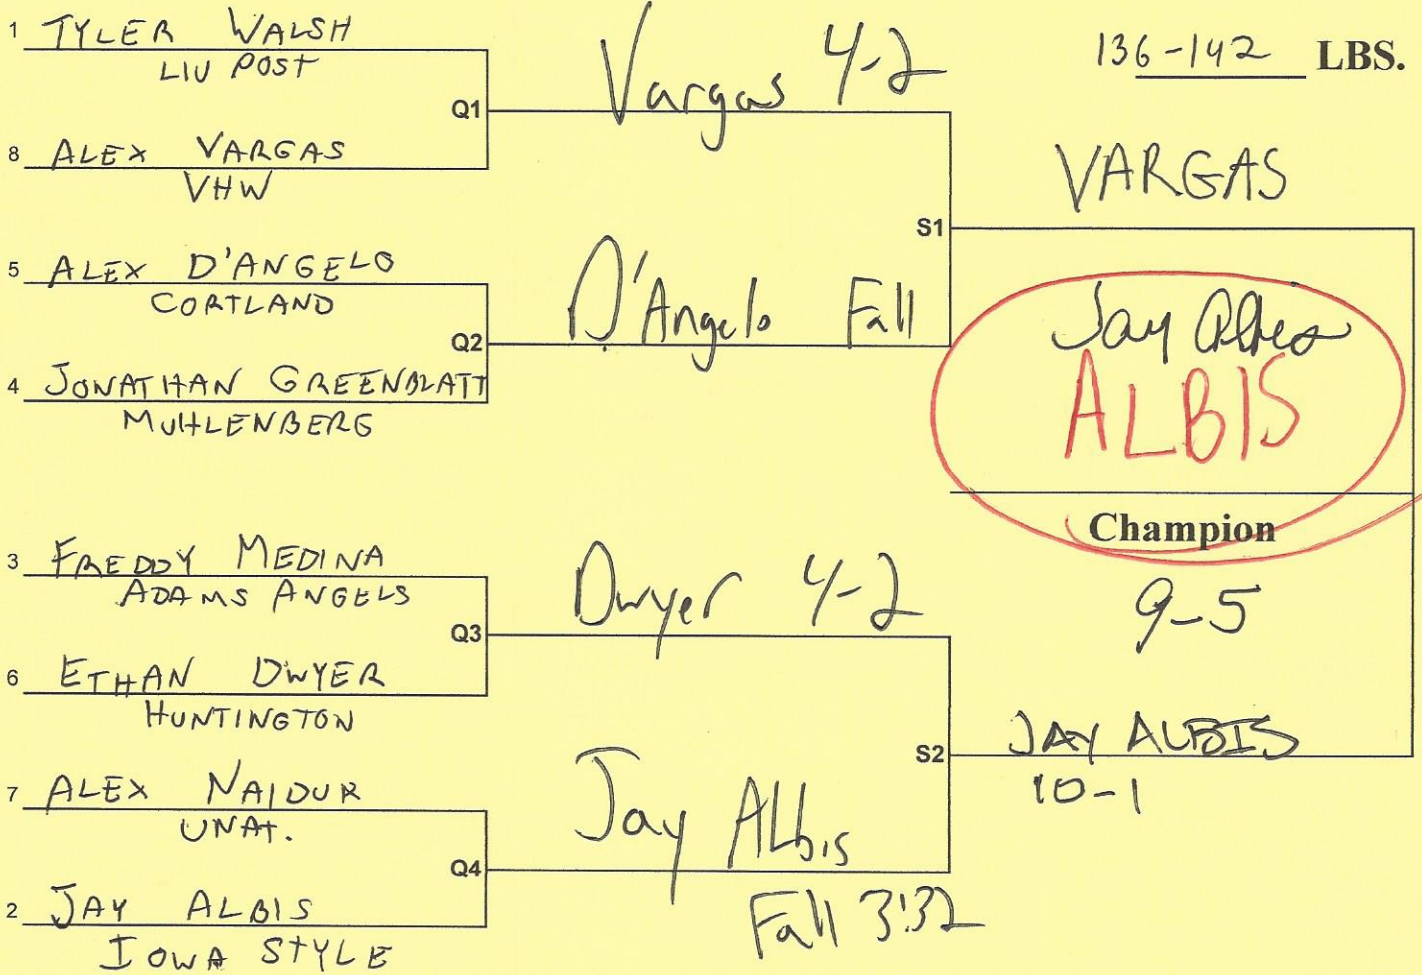 1 TYLER WALSH
LIU POST
Q1
8 ALEX VARGAS
VHW
5 ALEX D'ANGELO
CORTLAND
Q2
4 JONATHAN GREENBLATT
MUHLENBERG
3 FREDDY MEDINA
ADAMS ANGELS
Q3
6 ETHAN DWYER
HUNTINGTON
7 ALEX NAIDUR
UNAT.
Q4
2 JAY ALBIS
IOWA STYLE
Vargas 4-2
S1
D'Angelo Fall
Dwyer 4-2
S2
Jay ALbis
Fall 3:32
136-142 LBS.
VARGAS
Jay Albis
ALBIS
Champion
9-5
JAY ALBIS
10-1